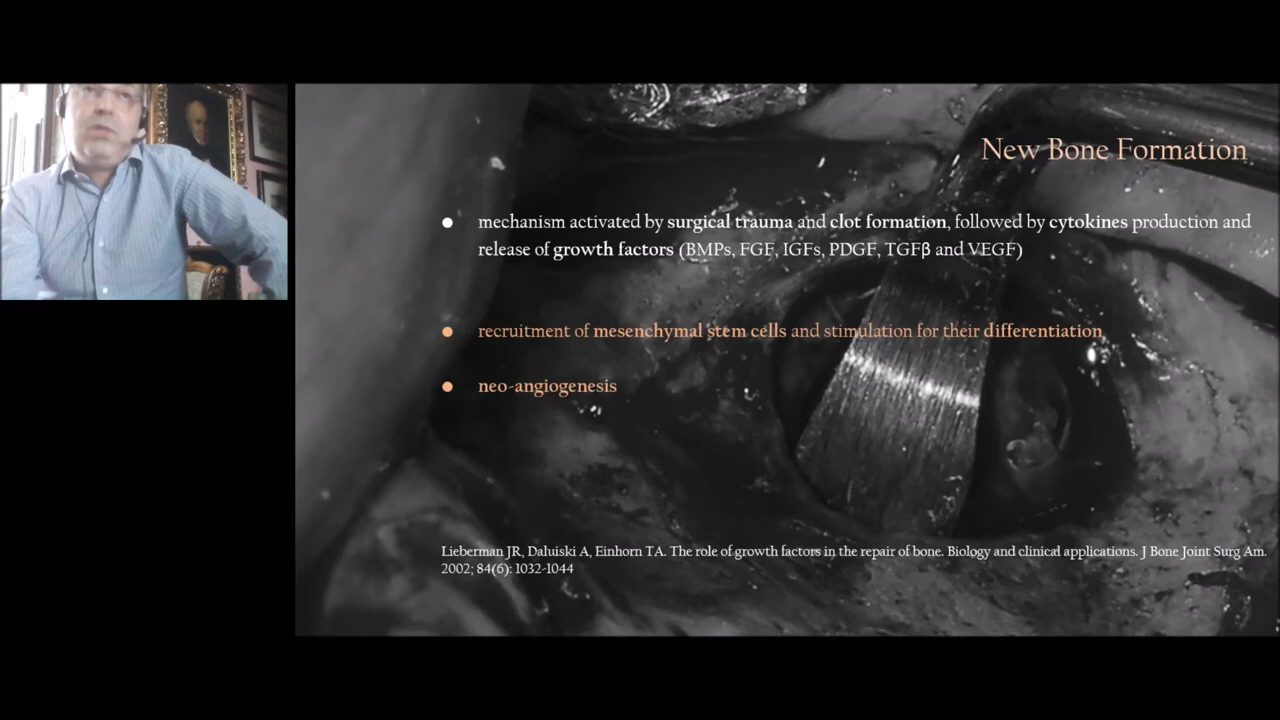 New Bone Formation
● mechanism activated by surgical trauma and clot formation, followed by cytokines production and
release of growth factors (BMPs, FGF, IGFs, PDGF, TGFβ and VEGF)
● recruitment of mesenchymal stem cells and stimulation for their differentiation
● neo-angiogenesis
Lieberman JR, Daluiski A, Einhorn TA. The role of growth factors in the repair of bone. Biology and clinical applications. J Bone Joint Surg Am.
2002; 84(6): 1032-1044